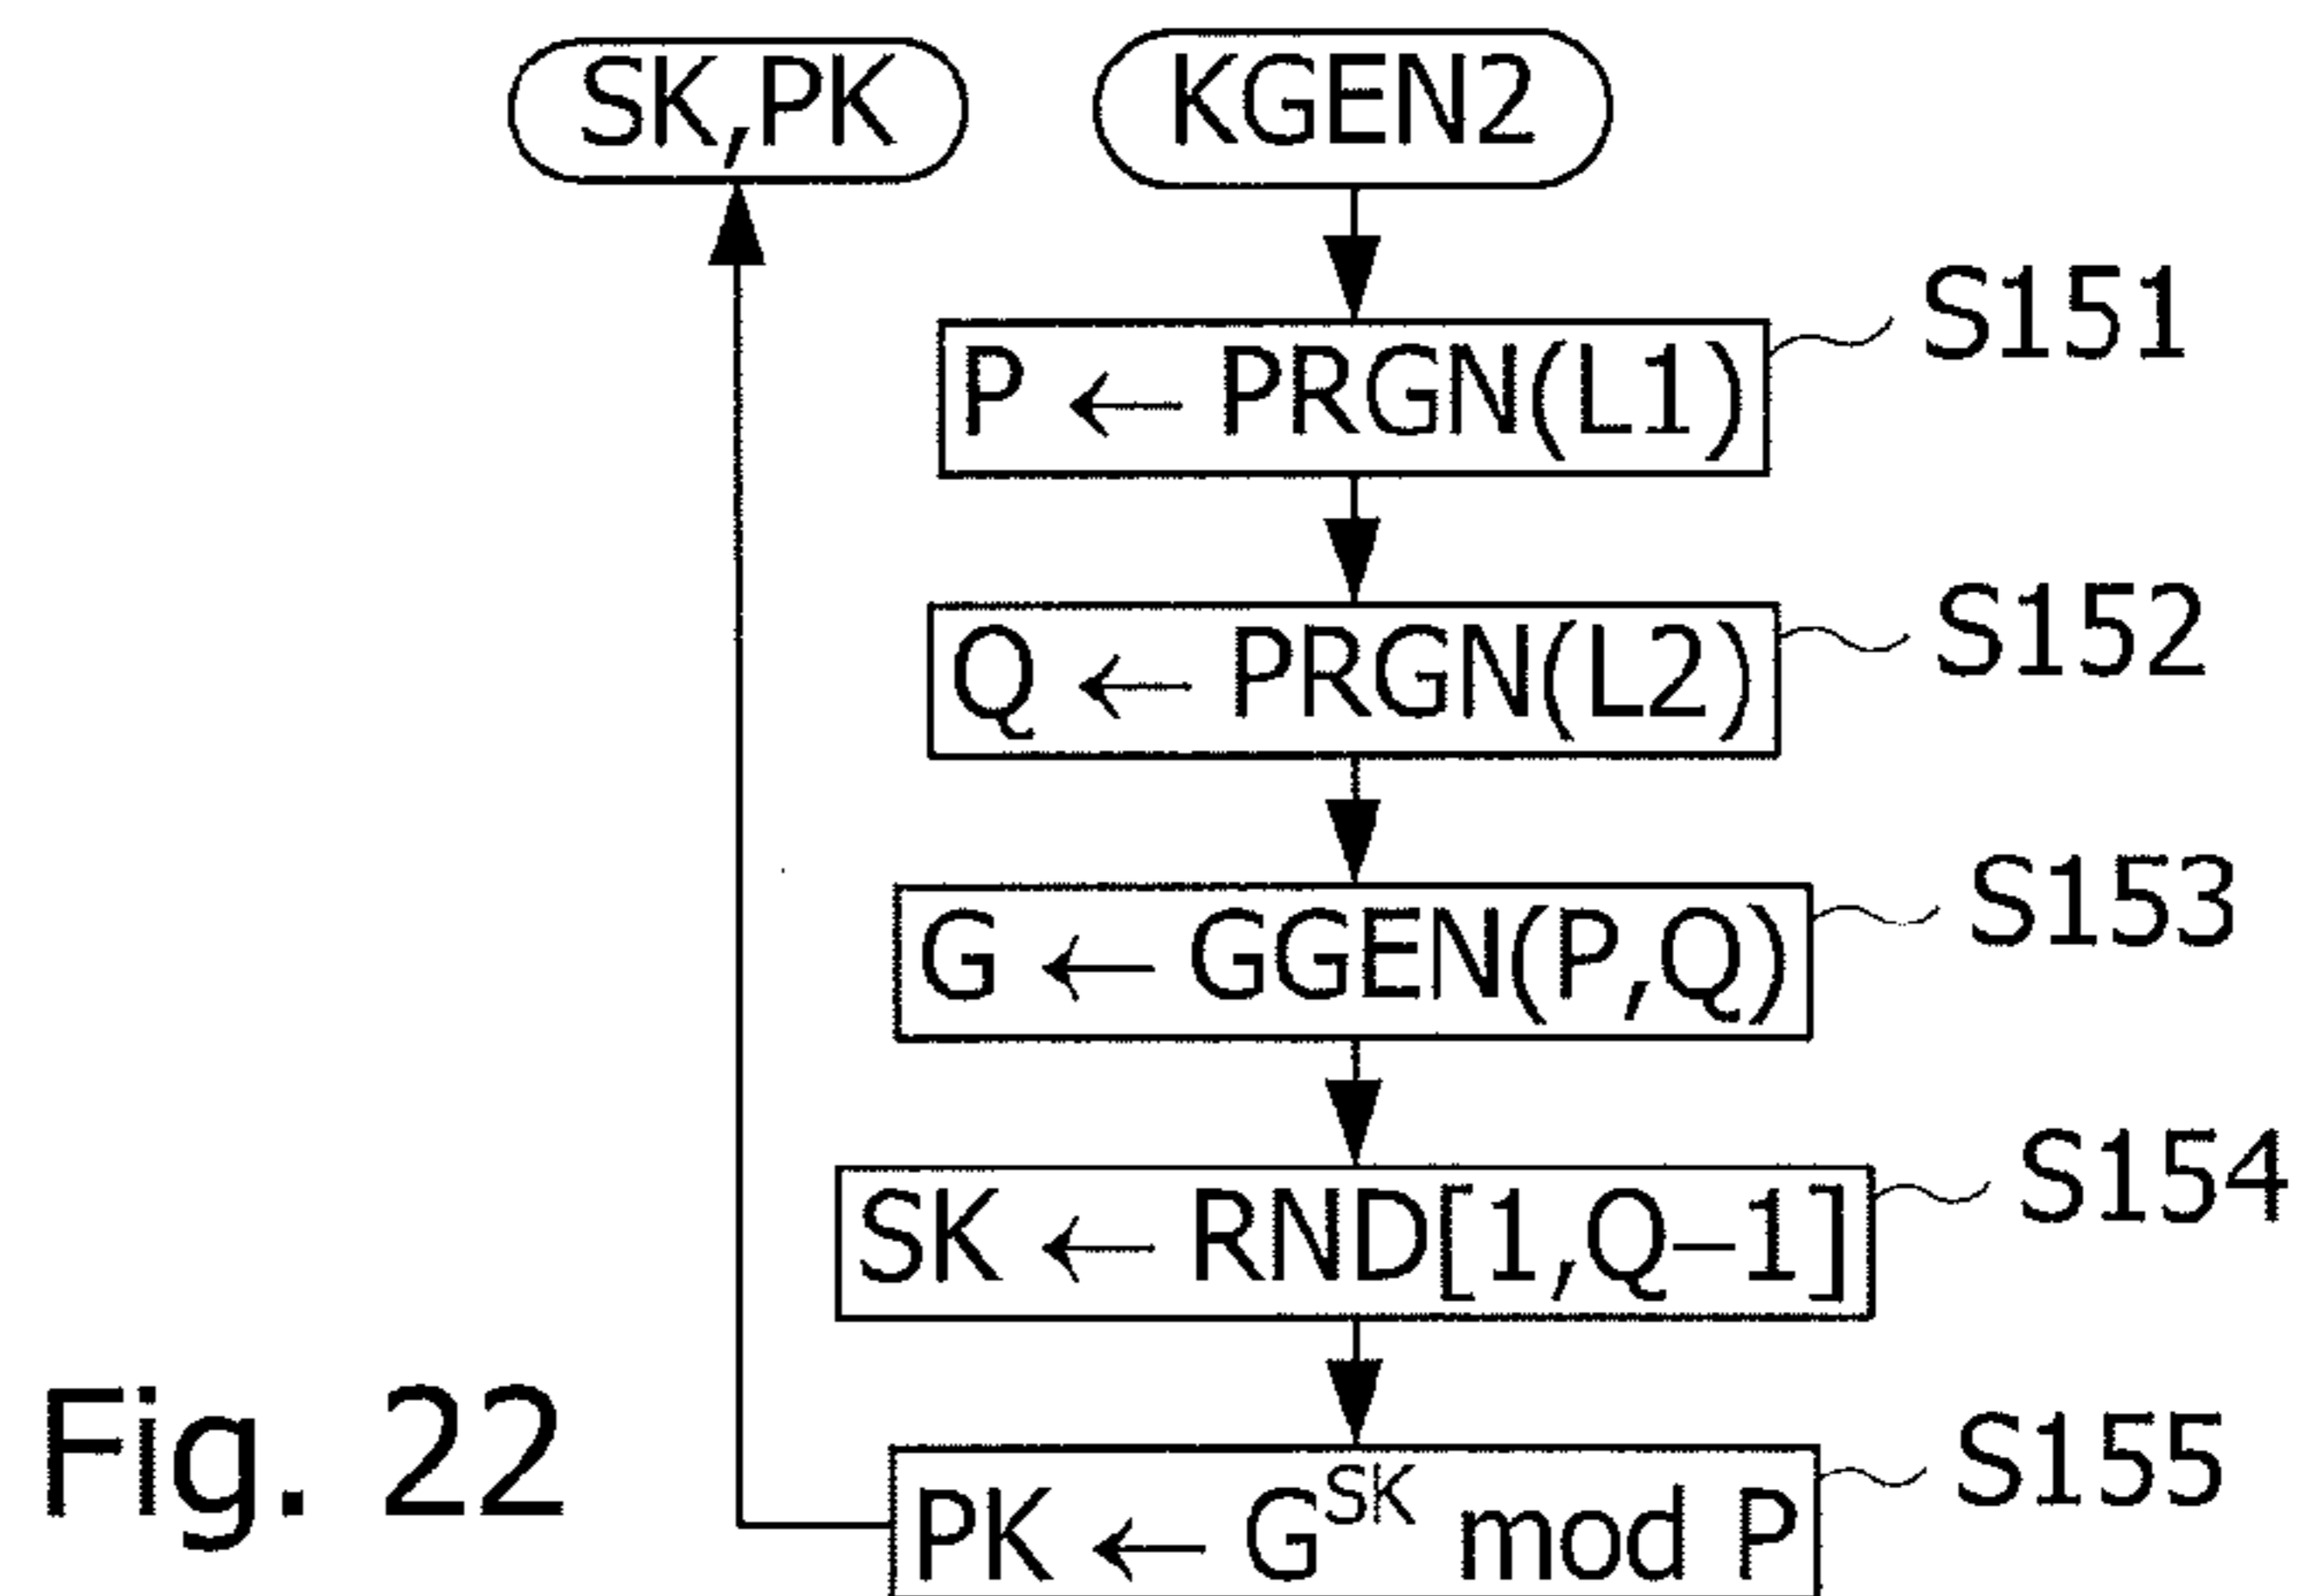 SK,PK
KGEN2
P ← PRGN(L1)
S151
Q ← PRGN(L2)
S152
G ← GGEN(P,Q)
S153
SK ← RND[1,Q–1]
S154
PK ← G^SK mod P
S155
Fig. 22